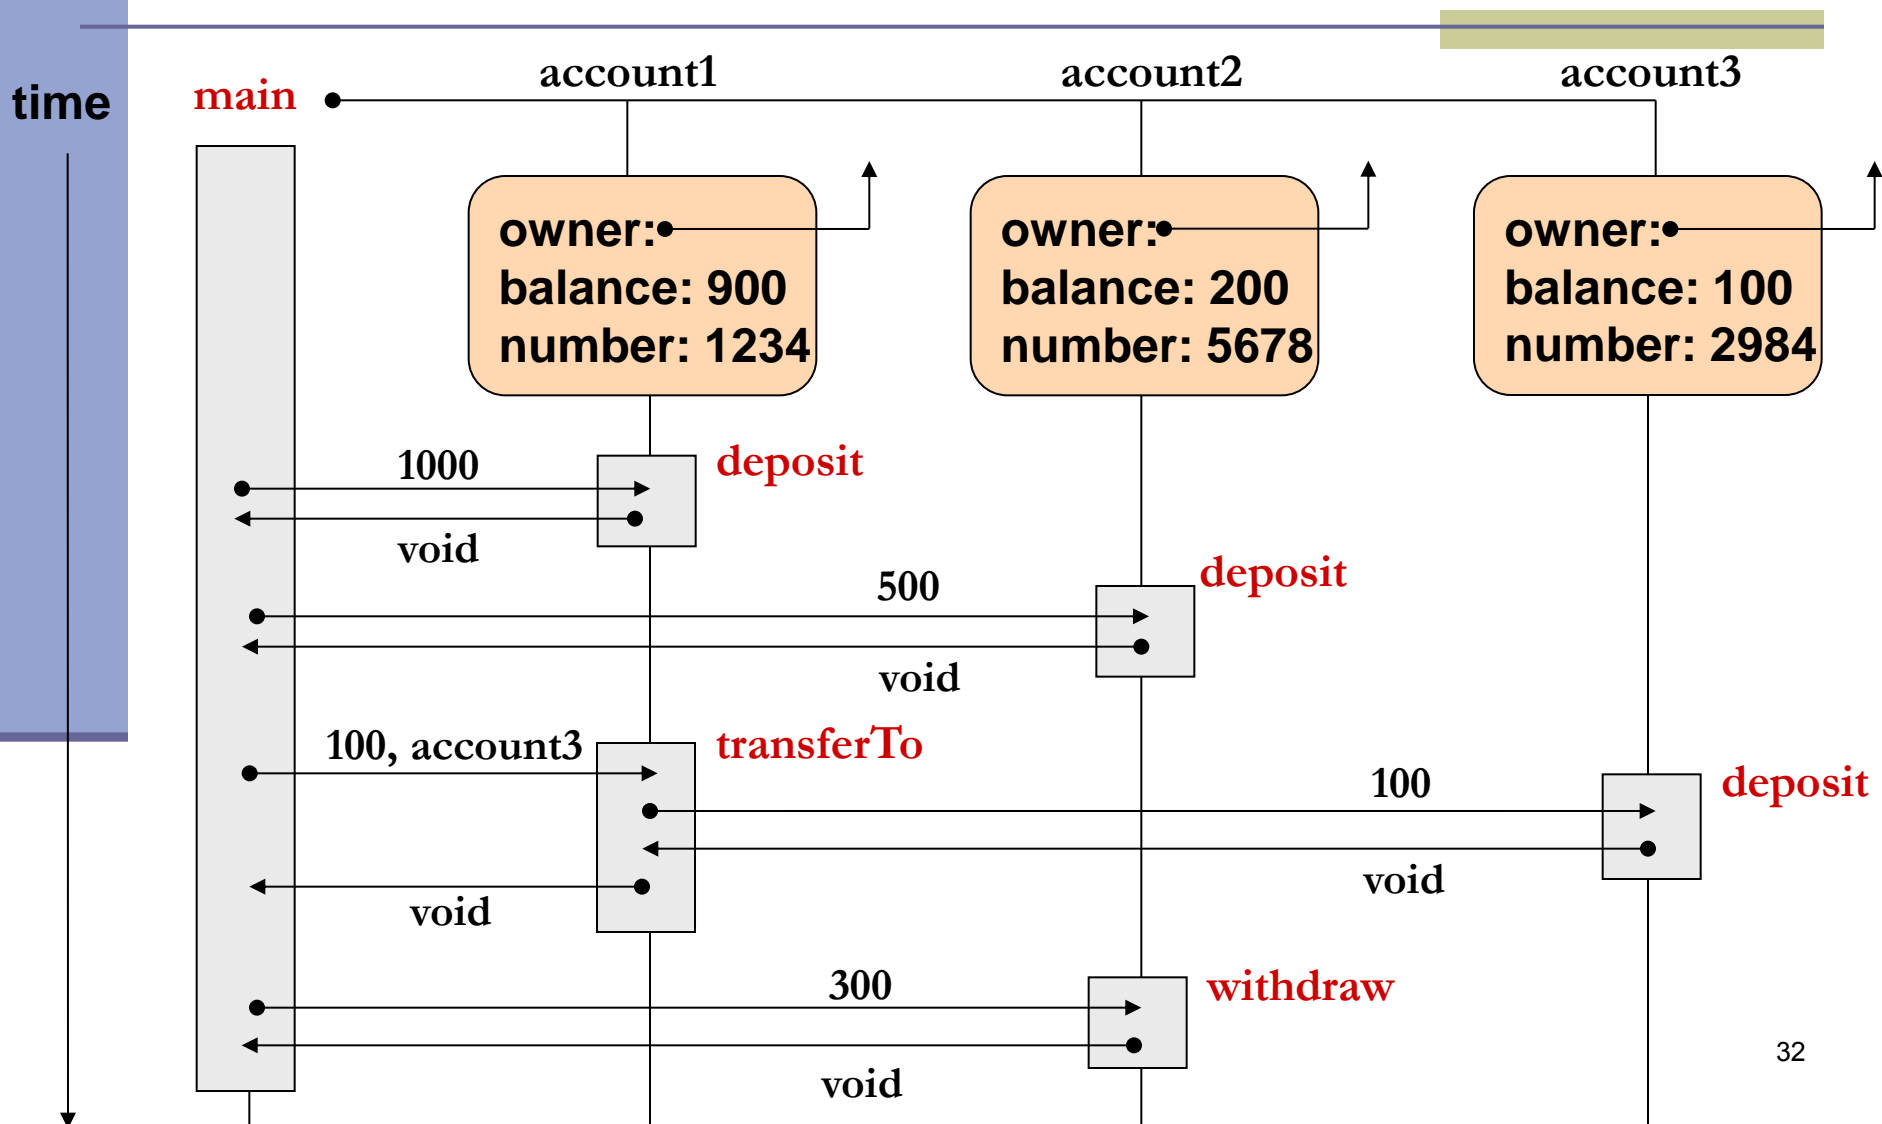 time
main
account1
account2
account3
owner:
balance: 900
number: 1234
owner:
balance: 200
number: 5678
owner:
balance: 100
number: 2984
1000
deposit
void
500
deposit
void
100, account3
transferTo
100
deposit
void
void
300
withdraw
void
32